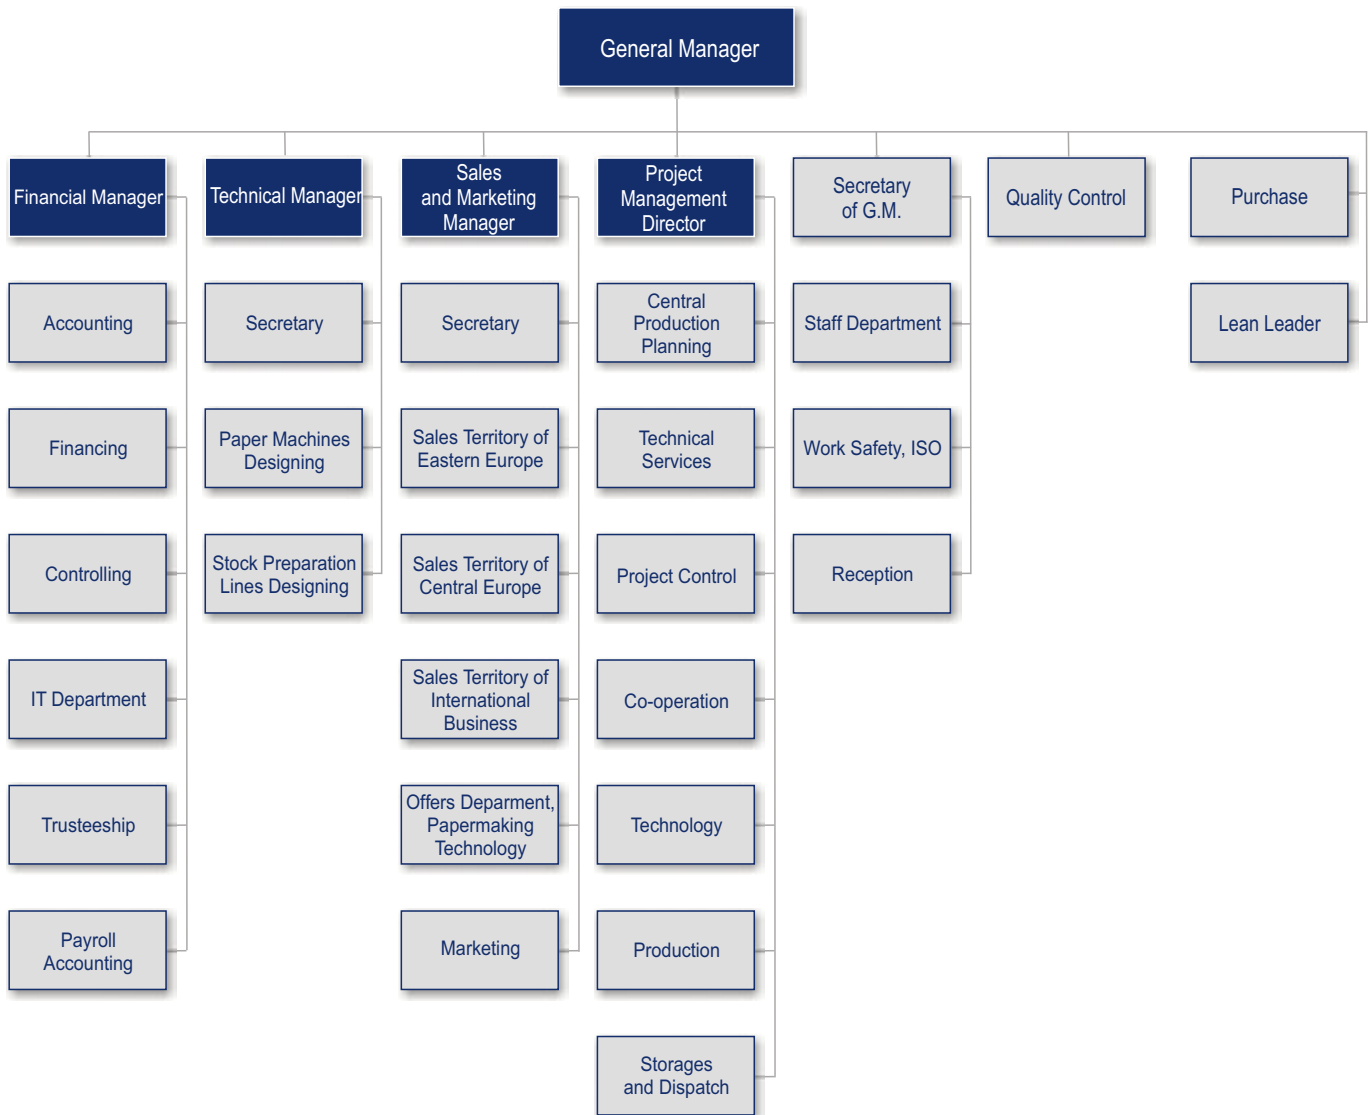 General Manager
Financial Manager
Technical Manager
Sales
and Marketing
Manager
Project
Management
Director
Secretary
of G.M.
Quality Control
Purchase
Accounting
Secretary
Secretary
Central
Production
Planning
Staff Department
Lean Leader
Financing
Paper Machines
Designing
Sales Territory of
Eastern Europe
Technical
Services
Work Safety, ISO
Controlling
Stock Preparation
Lines Designing
Sales Territory of
Central Europe
Project Control
Reception
IT Department
Sales Territory of
International
Business
Co-operation
Trusteeship
Offers Deparment,
Papermaking
Technology
Technology
Payroll
Accounting
Marketing
Production
Storages
and Dispatch